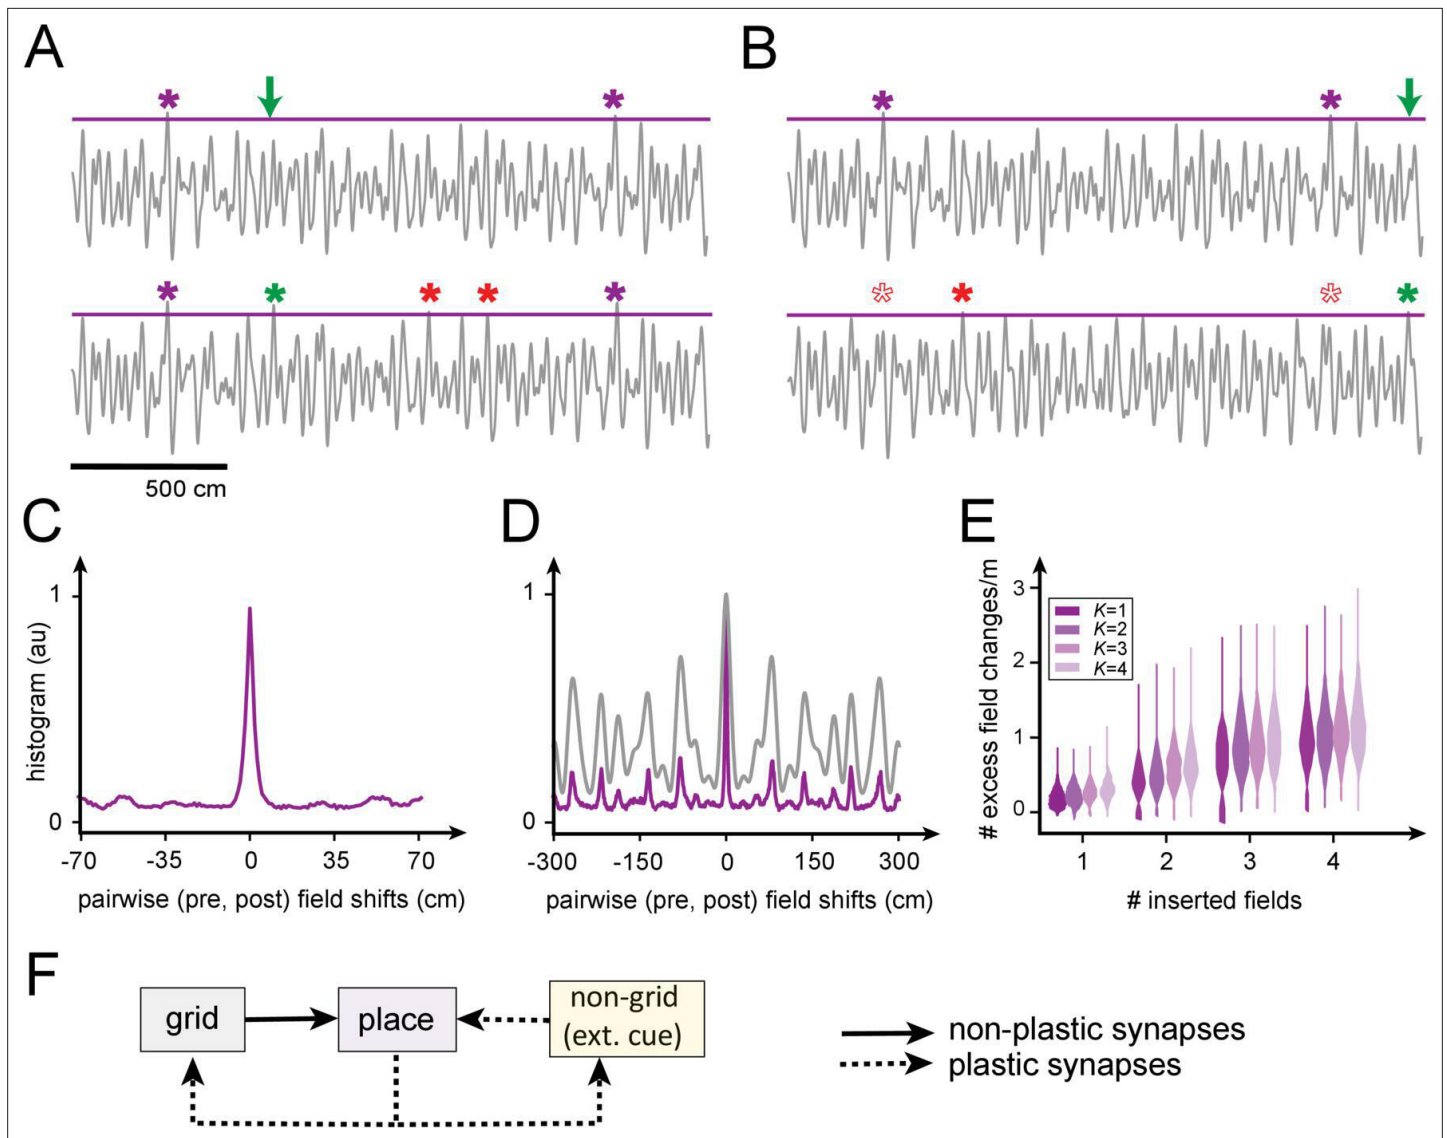 A
B
* ↓ *
* * ↓
* * * * *
* * * *
500 cm
C
D
E
histogram (au)
1
0
-70 -35 0 35 70
pairwise (pre, post) field shifts (cm)
1
0
-300 -150 0 150 300
pairwise (pre, post) field shifts (cm)
# excess field changes/m
3
2
1
0
K=1
K=2
K=3
K=4
1 2 3 4
# inserted fields
F
grid
place
non-grid
(ext. cue)
non-plastic synapses
plastic synapses